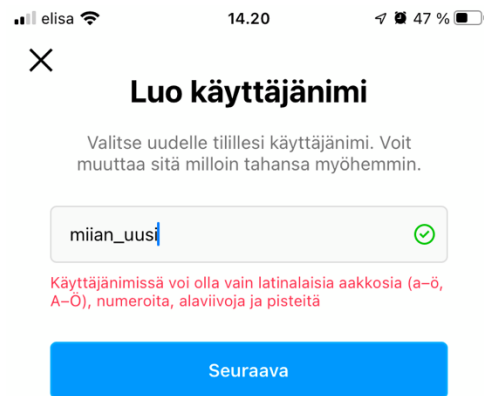 elisa 14.20 47 %
Luo käyttäjänimi
Valitse uudelle tilillesi käyttäjänimi. Voit
muuttaa sitä milloin tahansa myöhemmin.
miian_uusi
Käyttäjänimissä voi olla vain latinalaisia aakkosia (a–ö,
A–Ö), numeroita, alaviivoja ja pisteitä
Seuraava